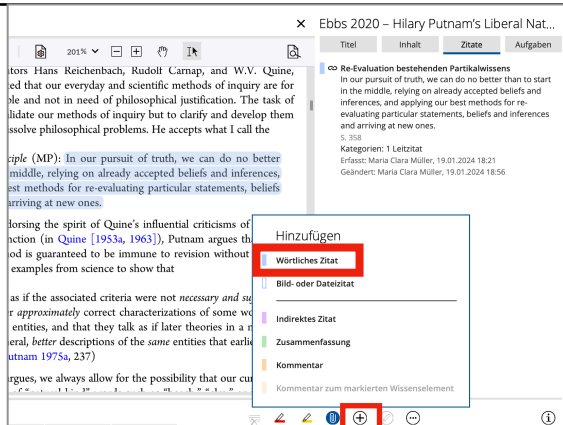 × Ebbs 2020 – Hilary Putnam's Liberal Nat...
201%
Titel Inhalt Zitate Aufgaben
tors Hans Reichenbach, Rudolf Carnap, and W.V. Quine,
ted that our everyday and scientific methods of inquiry are for
ble and not in need of philosophical justification. The task of
lidate our methods of inquiry but to clarify and develop them
issolve philosophical problems. He accepts what I call the
ciple (MP): In our pursuit of truth, we can do no better
middle, relying on already accepted beliefs and inferences,
est methods for re-evaluating particular statements, beliefs
arriving at new ones.
dorsing the spirit of Quine's influential criticisms of
nction (in Quine [1953a, 1963]), Putnam argues th
od is guaranteed to be immune to revision without
examples from science to show that
as if the associated criteria were not necessary and su
r approximately correct characterizations of some wo
entities, and that they talk as if later theories in a m
eral, better descriptions of the same entities that earlie
utnam 1975a, 237)
argues, we always allow for the possibility that our cur
Re-Evaluation bestehenden Partikalwissens
In our pursuit of truth, we can do no better than to start
in the middle, relying on already accepted beliefs and
inferences, and applying our best methods for re-
evaluating particular statements, beliefs and inferences
and arriving at new ones.
S. 358
Kategorien: 1 Leitzitat
Erfasst: Maria Clara Müller, 19.01.2024 18:21
Geändert: Maria Clara Müller, 19.01.2024 18:56
Hinzufügen
Wörtliches Zitat
Bild- oder Dateizitat
Indirektes Zitat
Zusammenfassung
Kommentar
Kommentar zum markierten Wissenselement